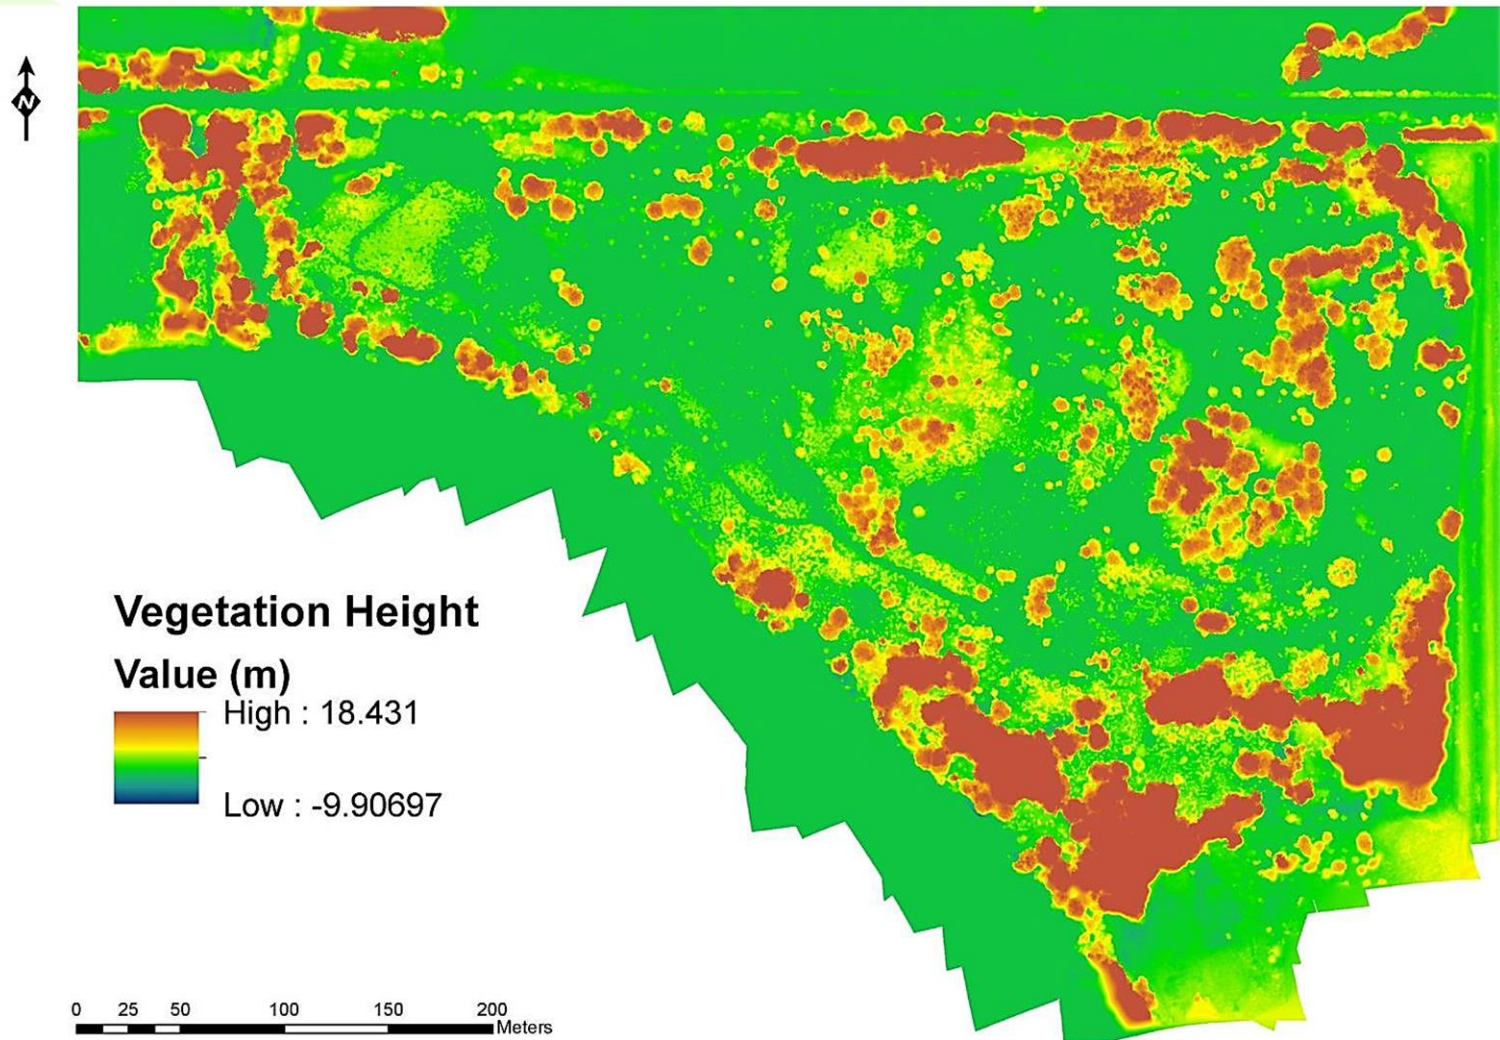 N
Vegetation Height
Value (m)
High : 18.431
Low : -9.90697
0 25 50 100 150 200
Meters